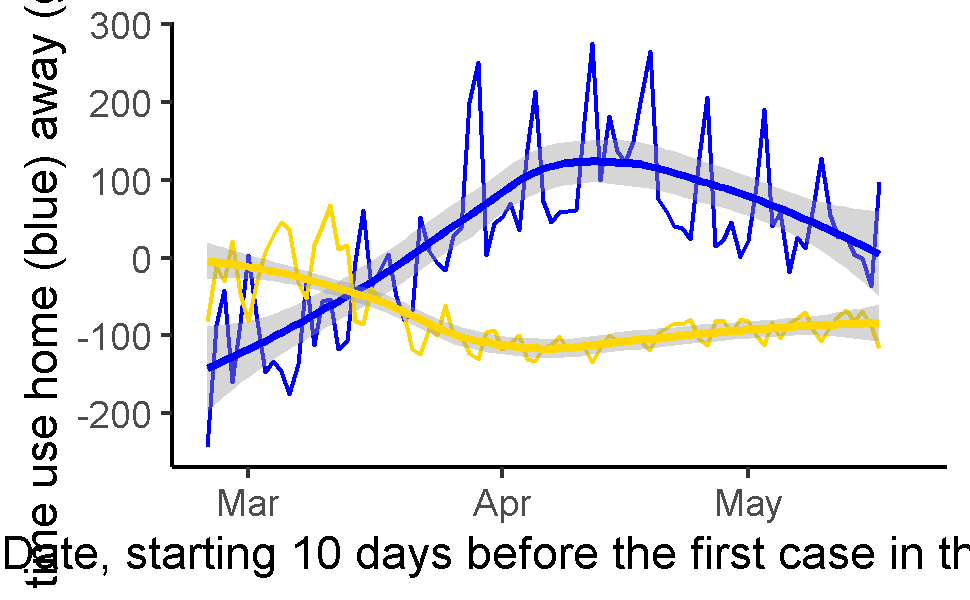 time use home (blue) away (
300
200
100
0
-100
-200
Mar Apr May
Date, starting 10 days before the first case in th